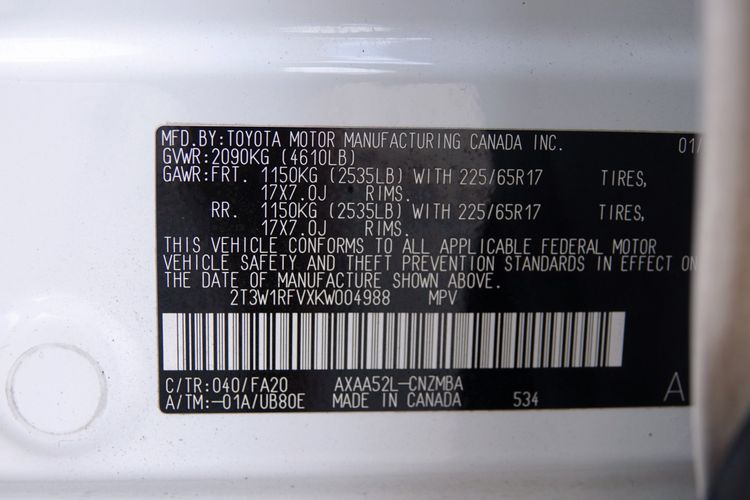 MFD.BY:TOYOTA MOTOR MANUFACTURING CANADA INC. 01/
GVWR:2090KG (4610LB)
GAWR:FRT. 1150KG (2535LB) WITH 225/65R17 TIRES,
17X7.0J RIMS.
RR. 1150KG (2535LB) WITH 225/65R17 TIRES,
17X7.0J RIMS.
THIS VEHICLE CONFORMS TO ALL APPLICABLE FEDERAL MOTOR
VEHICLE SAFETY AND THEFT PREVENTION STANDARDS IN EFFECT ON
THE DATE OF MANUFACTURE SHOWN ABOVE.
2T3W1RFVXKW004988 MPV
C/TR:040/FA20 AXAA52L-CNZMBA A
A/TM:-01A/UB80E MADE IN CANADA 534